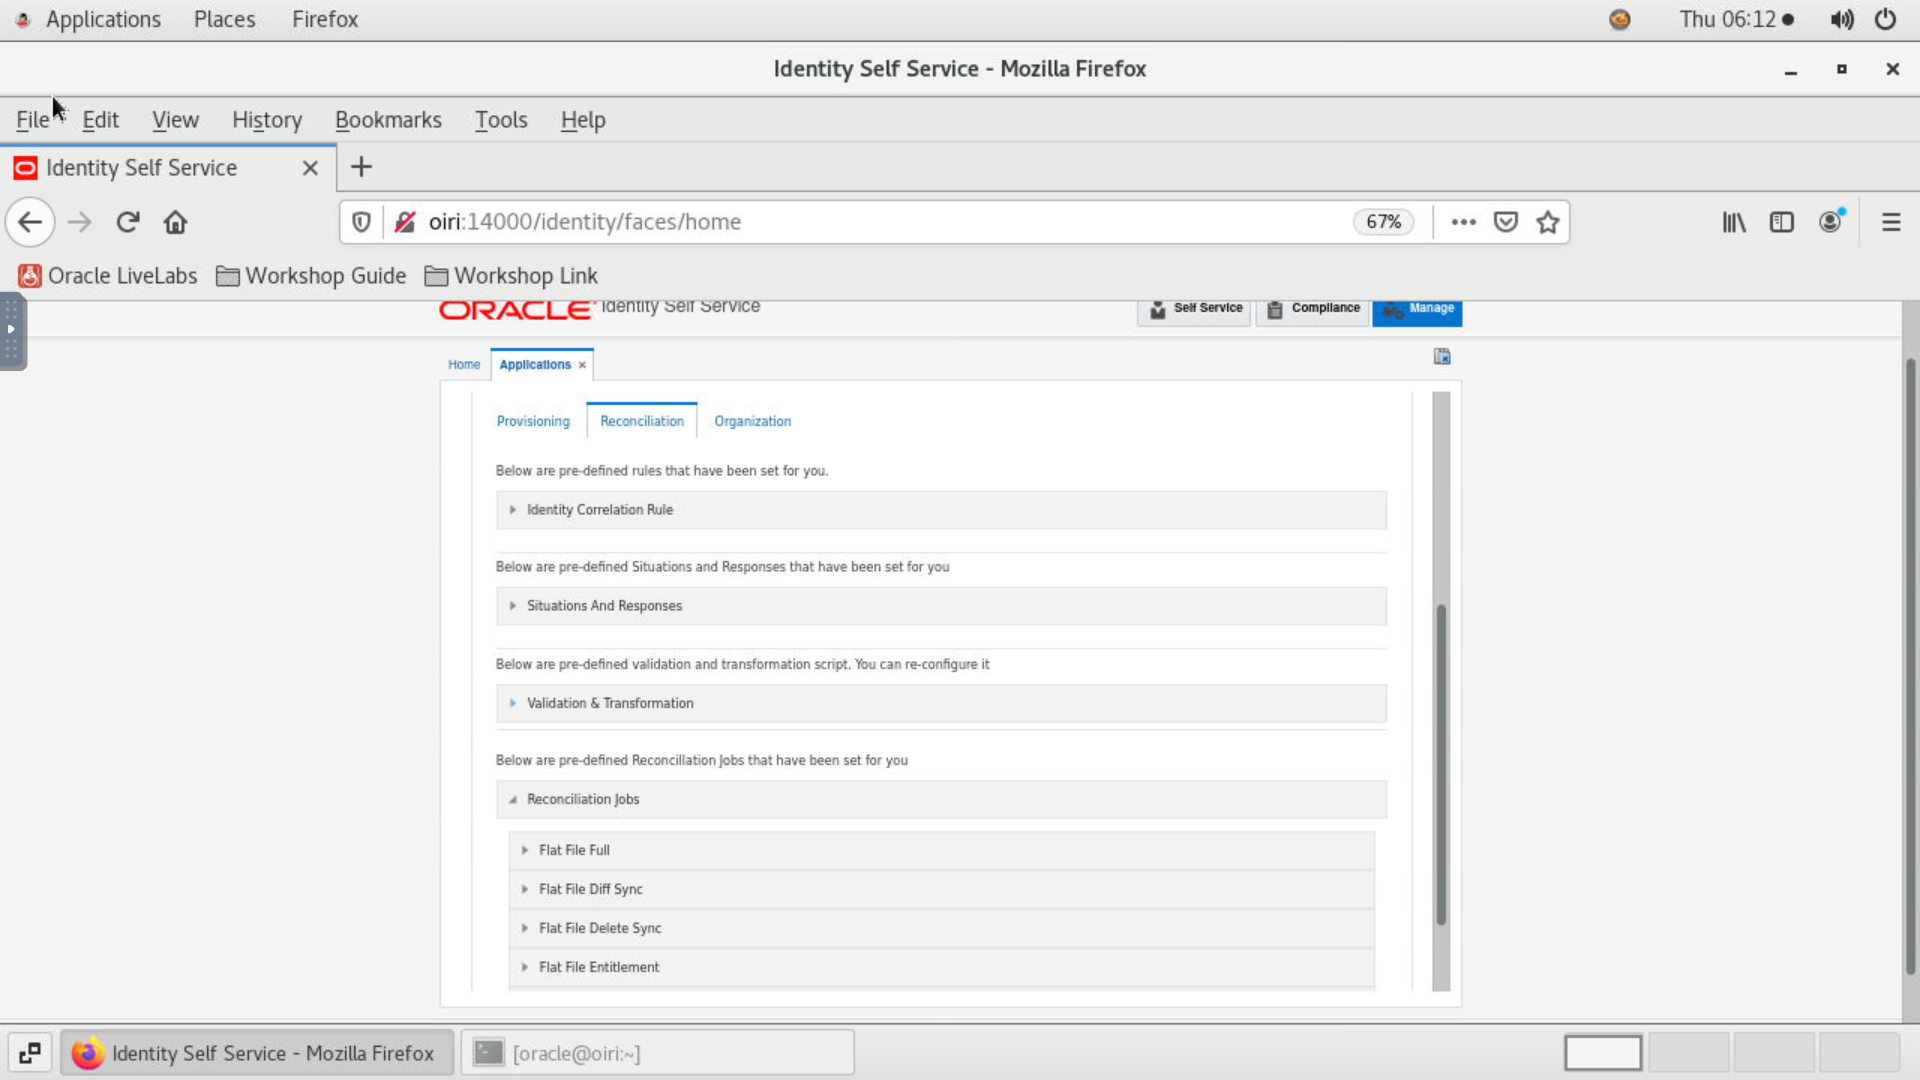 Applications Places Firefox Thu 06:12
Identity Self Service - Mozilla Firefox
File Edit View History Bookmarks Tools Help
Identity Self Service
oiri:14000/identity/faces/home 67%
Oracle LiveLabs Workshop Guide Workshop Link
ORACLE Identity Self Service Self Service Compliance Manage
Home Applications
Provisioning Reconciliation Organization
Below are pre-defined rules that have been set for you.
Identity Correlation Rule
Below are pre-defined Situations and Responses that have been set for you
Situations And Responses
Below are pre-defined validation and transformation script. You can re-configure it
Validation & Transformation
Below are pre-defined Reconcillation Jobs that have been set for you
Reconciliation Jobs
Flat File Full
Flat File Diff Sync
Flat File Delete Sync
Flat File Entitlement
Identity Self Service - Mozilla Firefox [oracle@oiri:~]